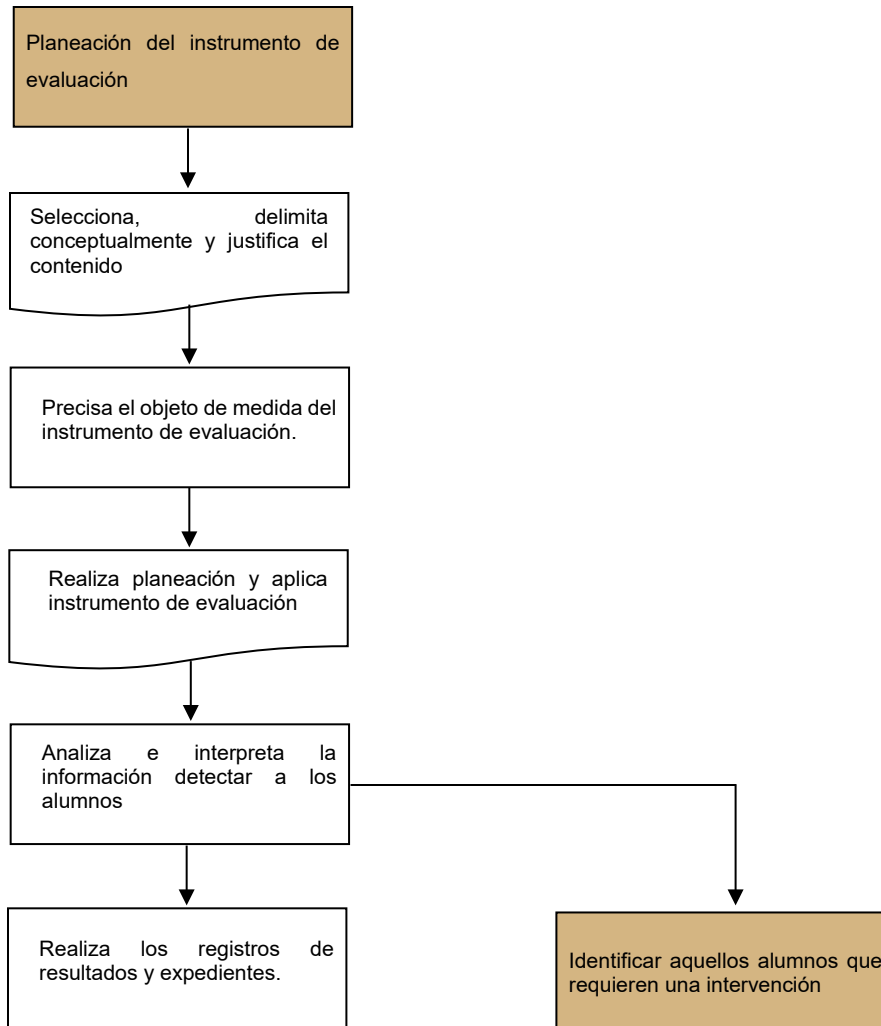 Planeación del instrumento de
evaluación
Selecciona, delimita
conceptualmente y justifica el
contenido
Precisa el objeto de medida del
instrumento de evaluación.
Realiza planeación y aplica
instrumento de evaluación
Analiza e interpreta la
información detectar a los
alumnos
Realiza los registros de
resultados y expedientes.
Identificar aquellos alumnos que
requieren una intervención